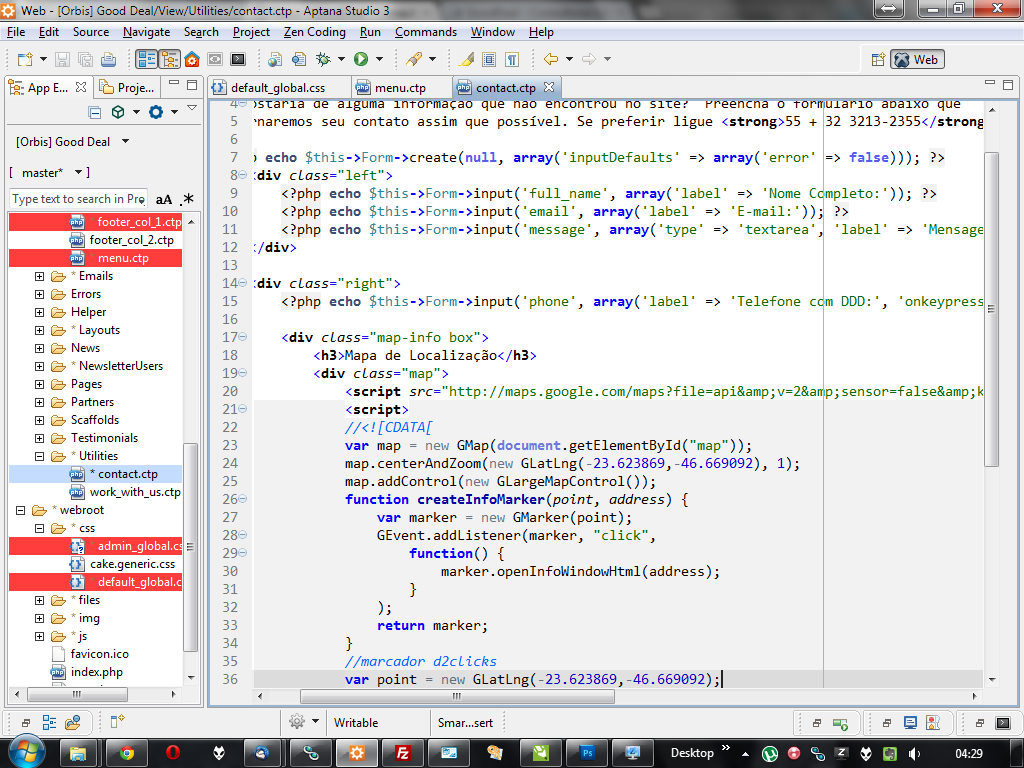 Web - [Orbis] Good Deal/View/Utilities/contact.ctp - Aptana Studio 3
File Edit Source Navigate Search Project Zen Coding Run Commands Window Help
Web
App E... Proje...
default_global.css menu.ctp contact.ctp
[Orbis] Good Deal
[ master* ]
Type text to search in Pro
aA .*
footer_col_1.ctp
footer_col_2.ctp
menu.ctp
* Emails
Errors
Helper
* Layouts
News
* NewsletterUsers
Pages
Partners
Scaffolds
Testimonials
* Utilities
* contact.ctp
work_with_us.ctp
* webroot
* css
admin_global.cs
cake.generic.css
default_global.c
* files
* img
* js
favicon.ico
index.php
4 ostaria de alguma informação que não encontrou no site? Preencha o formulário abaixo que
5 rnaremos seu contato assim que possível. Se preferir ligue <strong>55 + 32 3213-2355</strong
6
7 echo $this->Form->create(null, array('inputDefaults' => array('error' => false))); ?>
8 div class="left">
9 <?php echo $this->Form->input('full_name', array('label' => 'Nome Completo:')); ?>
10 <?php echo $this->Form->input('email', array('label' => 'E-mail:')); ?>
11 <?php echo $this->Form->input('message', array('type' => 'textarea', 'label' => 'Mensage
12 /div>
13
14 div class="right">
15 <?php echo $this->Form->input('phone', array('label' => 'Telefone com DDD:', 'onkeypress
16
17 <div class="map-info box">
18 <h3>Mapa de Localização</h3>
19 <div class="map">
20 <script src="http://maps.google.com/maps?file=api&amp;v=2&amp;sensor=false&amp;k
21 <script>
22 //<![CDATA[
23 var map = new GMap(document.getElementById("map"));
24 map.centerAndZoom(new GLatLng(-23.623869,-46.669092), 1);
25 map.addControl(new GLargeMapControl());
26 function createInfoMarker(point, address) {
27 var marker = new GMarker(point);
28 GEvent.addListener(marker, "click",
29 function() {
30 marker.openInfoWindowHtml(address);
31 }
32 );
33 return marker;
34 }
35 //marcador d2clicks
36 var point = new GLatLng(-23.623869,-46.669092);
Writable Smar...sert
Desktop » 04:29